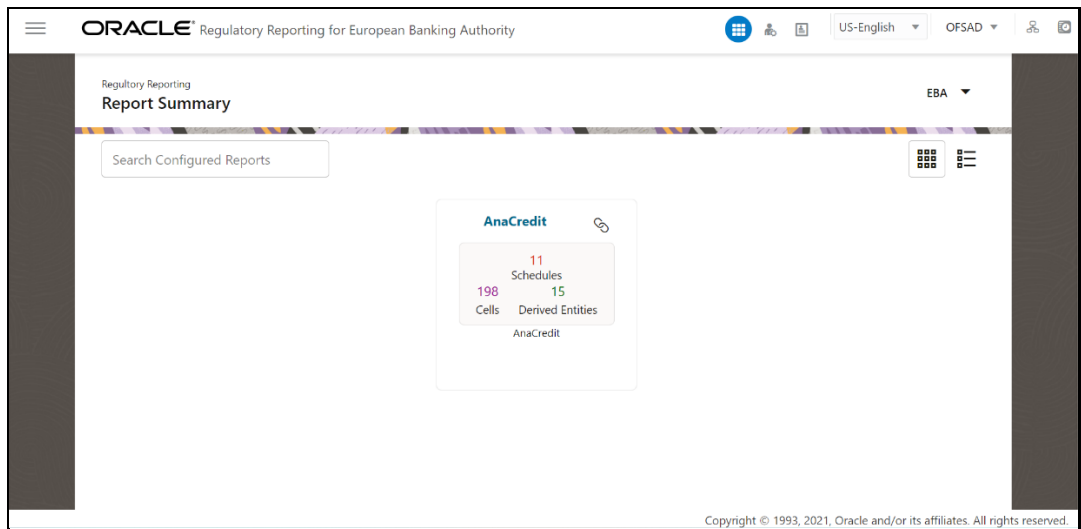 ORACLE® Regulatory Reporting for European Banking Authority US-English OFSAD
Regultory Reporting
Report Summary
EBA
Search Configured Reports
AnaCredit
11
Schedules
198 15
Cells Derived Entities
AnaCredit
Copyright © 1993, 2021, Oracle and/or its affiliates. All rights reserved.